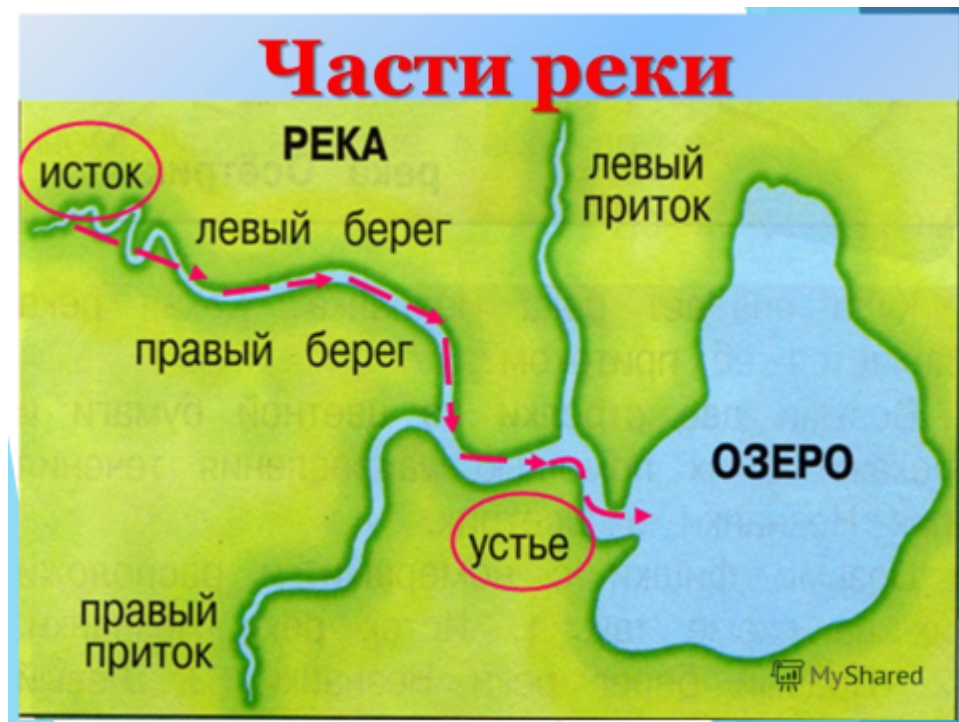 Части реки
РЕКА
исток
левый
приток
левый берег
правый берег
ОЗЕРО
устье
правый
приток
MyShared